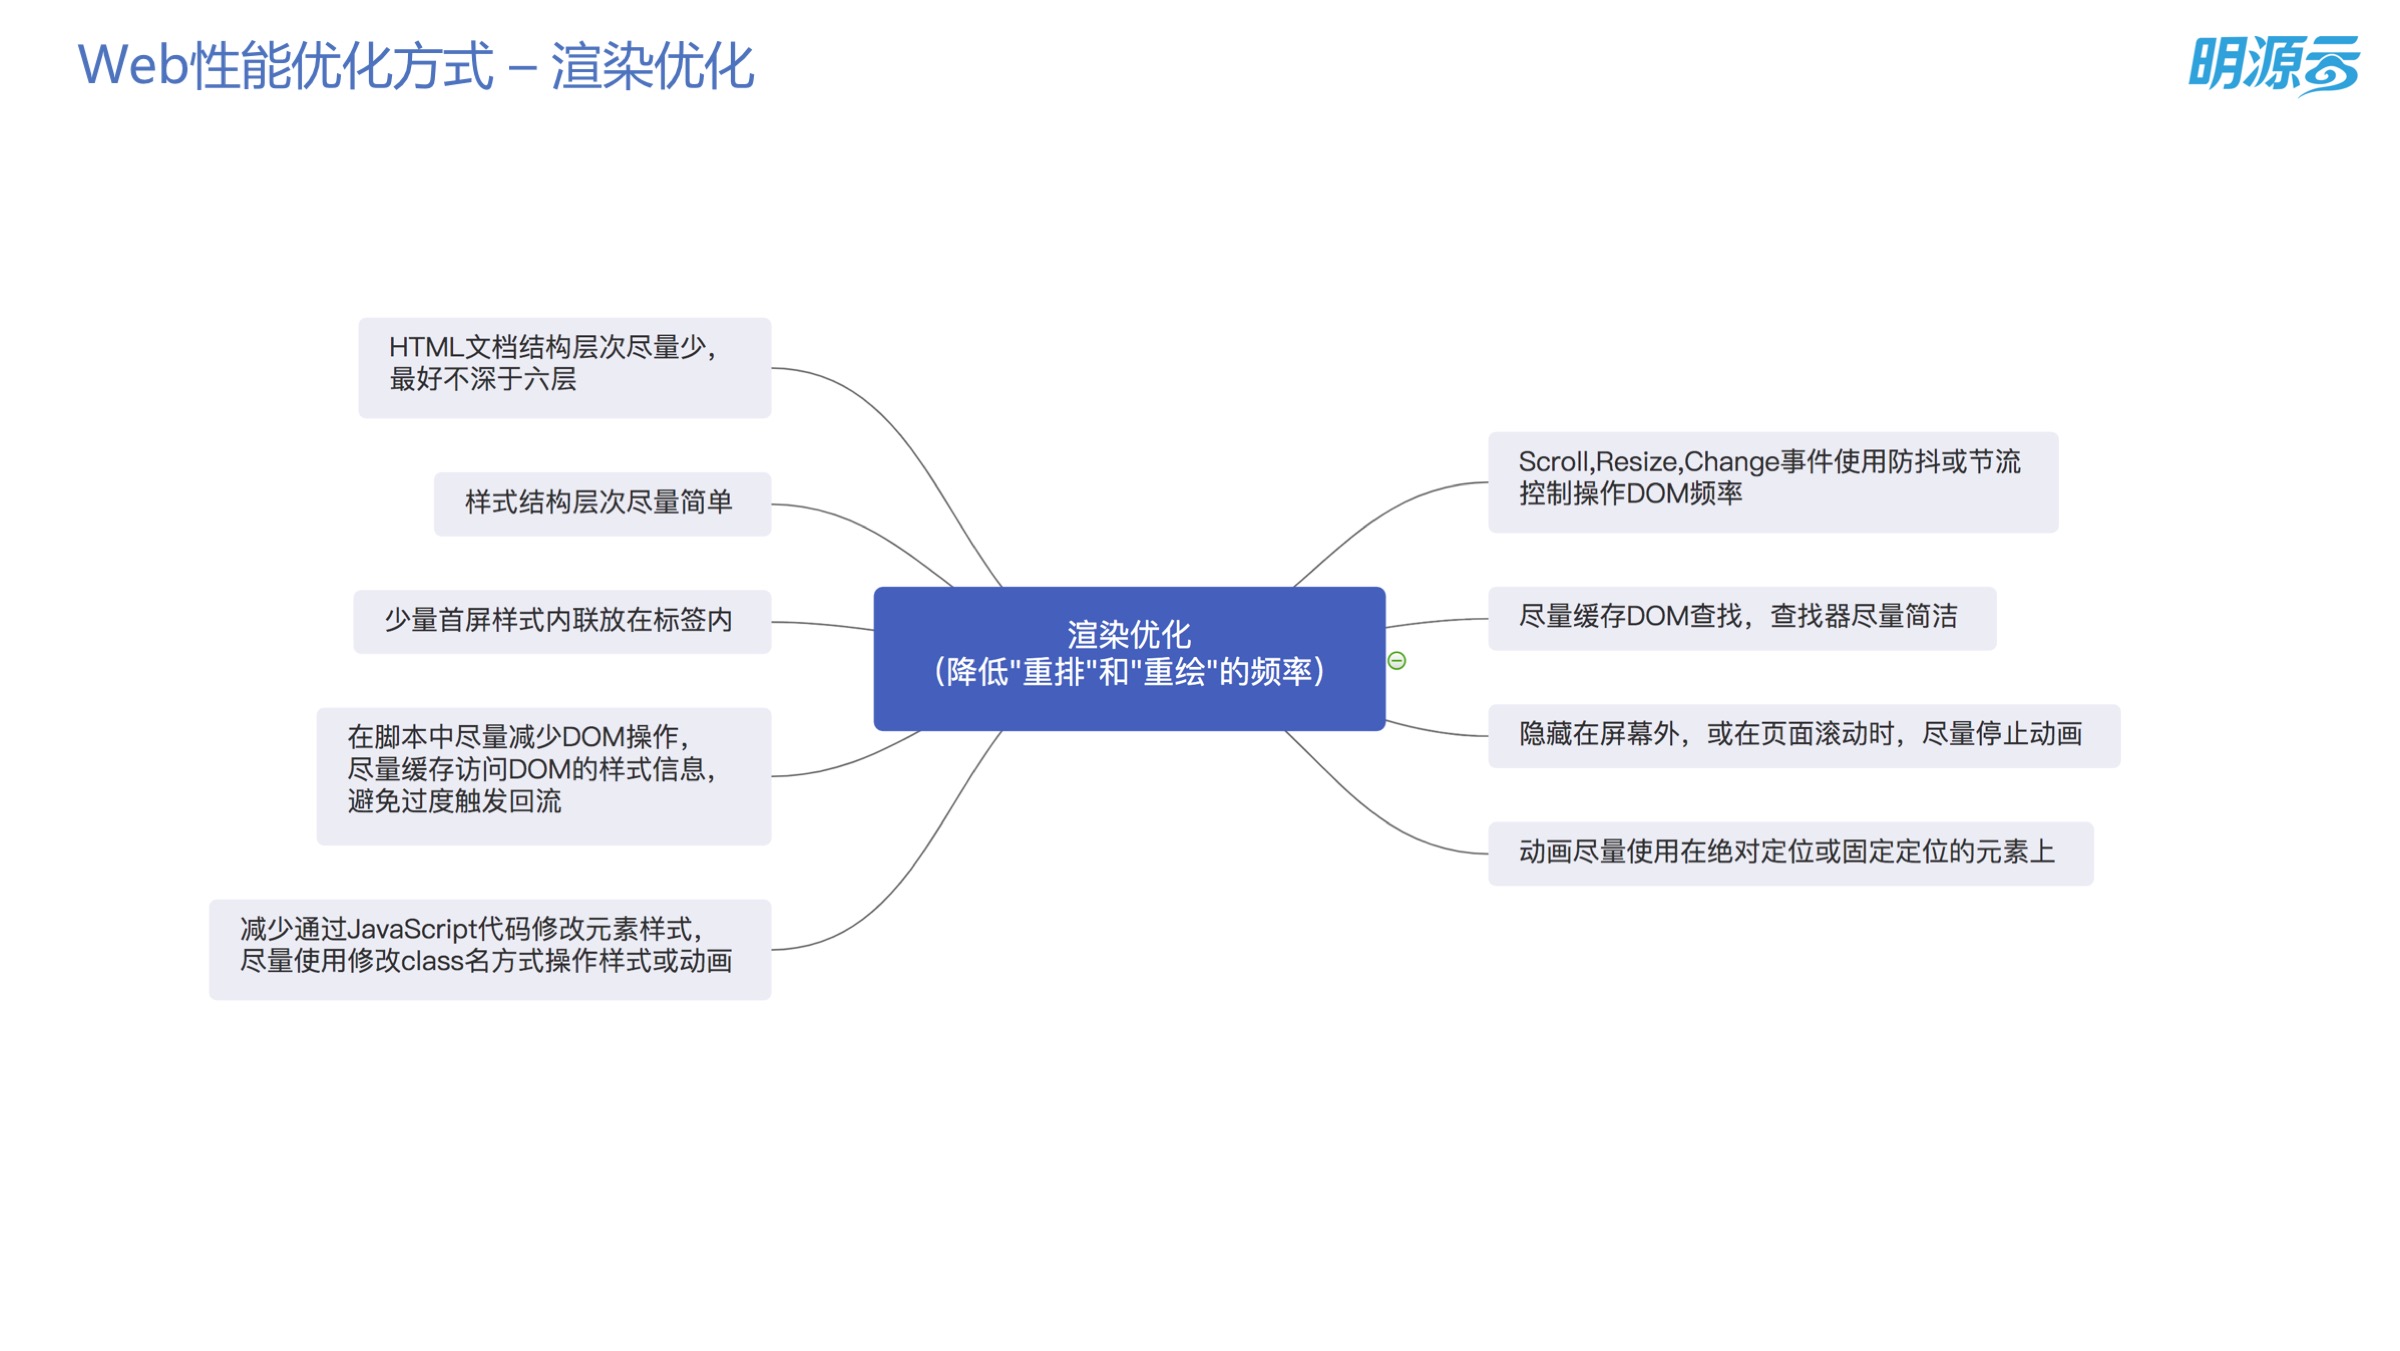 Web性能优化方式 – 渲染优化
明源云
HTML文档结构层次尽量少，
最好不深于六层
样式结构层次尽量简单
少量首屏样式内联放在标签内
在脚本中尽量减少DOM操作，
尽量缓存访问DOM的样式信息，
避免过度触发回流
减少通过JavaScript代码修改元素样式，
尽量使用修改class名方式操作样式或动画
渲染优化
(降低"重排"和"重绘"的频率)
Scroll,Resize,Change事件使用防抖或节流
控制操作DOM频率
尽量缓存DOM查找，查找器尽量简洁
隐藏在屏幕外，或在页面滚动时，尽量停止动画
动画尽量使用在绝对定位或固定定位的元素上